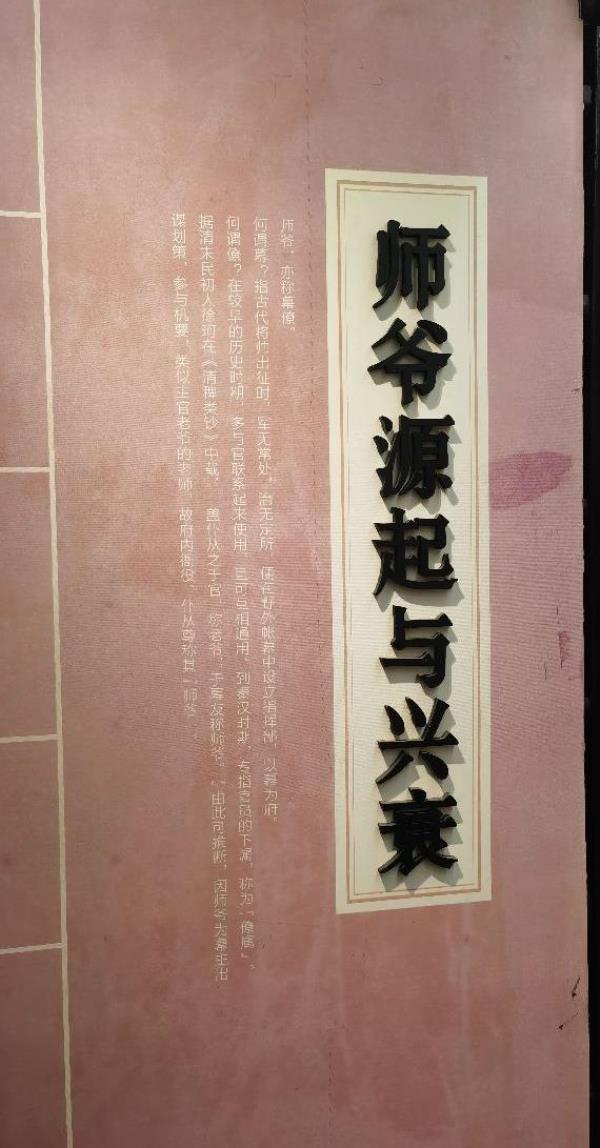 师爷源起与兴衰
师爷，亦称幕僚。
何谓幕？指古代将帅出征时，军无常处，治无定所，便在野外帐幕中设立指挥部，以幕为府。
何谓僚？在较早的历史时期，多与官联系起来使用，且可互相通用。到秦汉时期，专指官员的下属，称为“僚属”。
据清末民初人徐珂在《清稗类钞》中载：“盖仆从之于官，称老爷，于幕友称师爷。”由此可推断，因师爷为幕主出
谋划策、参与机要，类似主官老爷的老师，故府内衙役、仆从尊称其“师爷”。